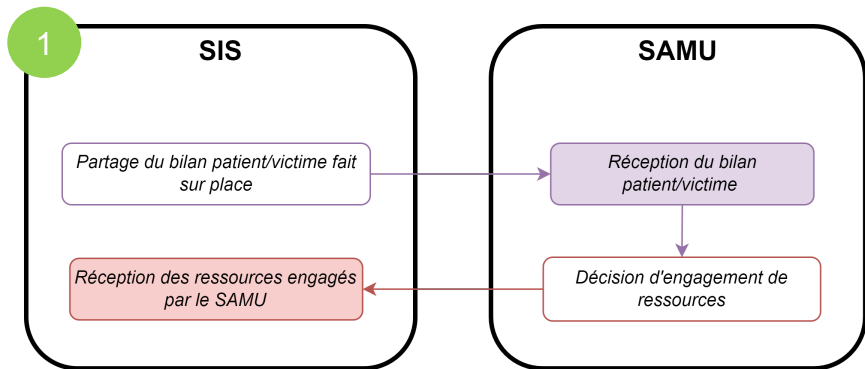 1
SIS
SAMU
Partage du bilan patient/victime fait
sur place
Réception du bilan
patient/victime
Réception des ressources engagés
par le SAMU
Décision d'engagement de
ressources